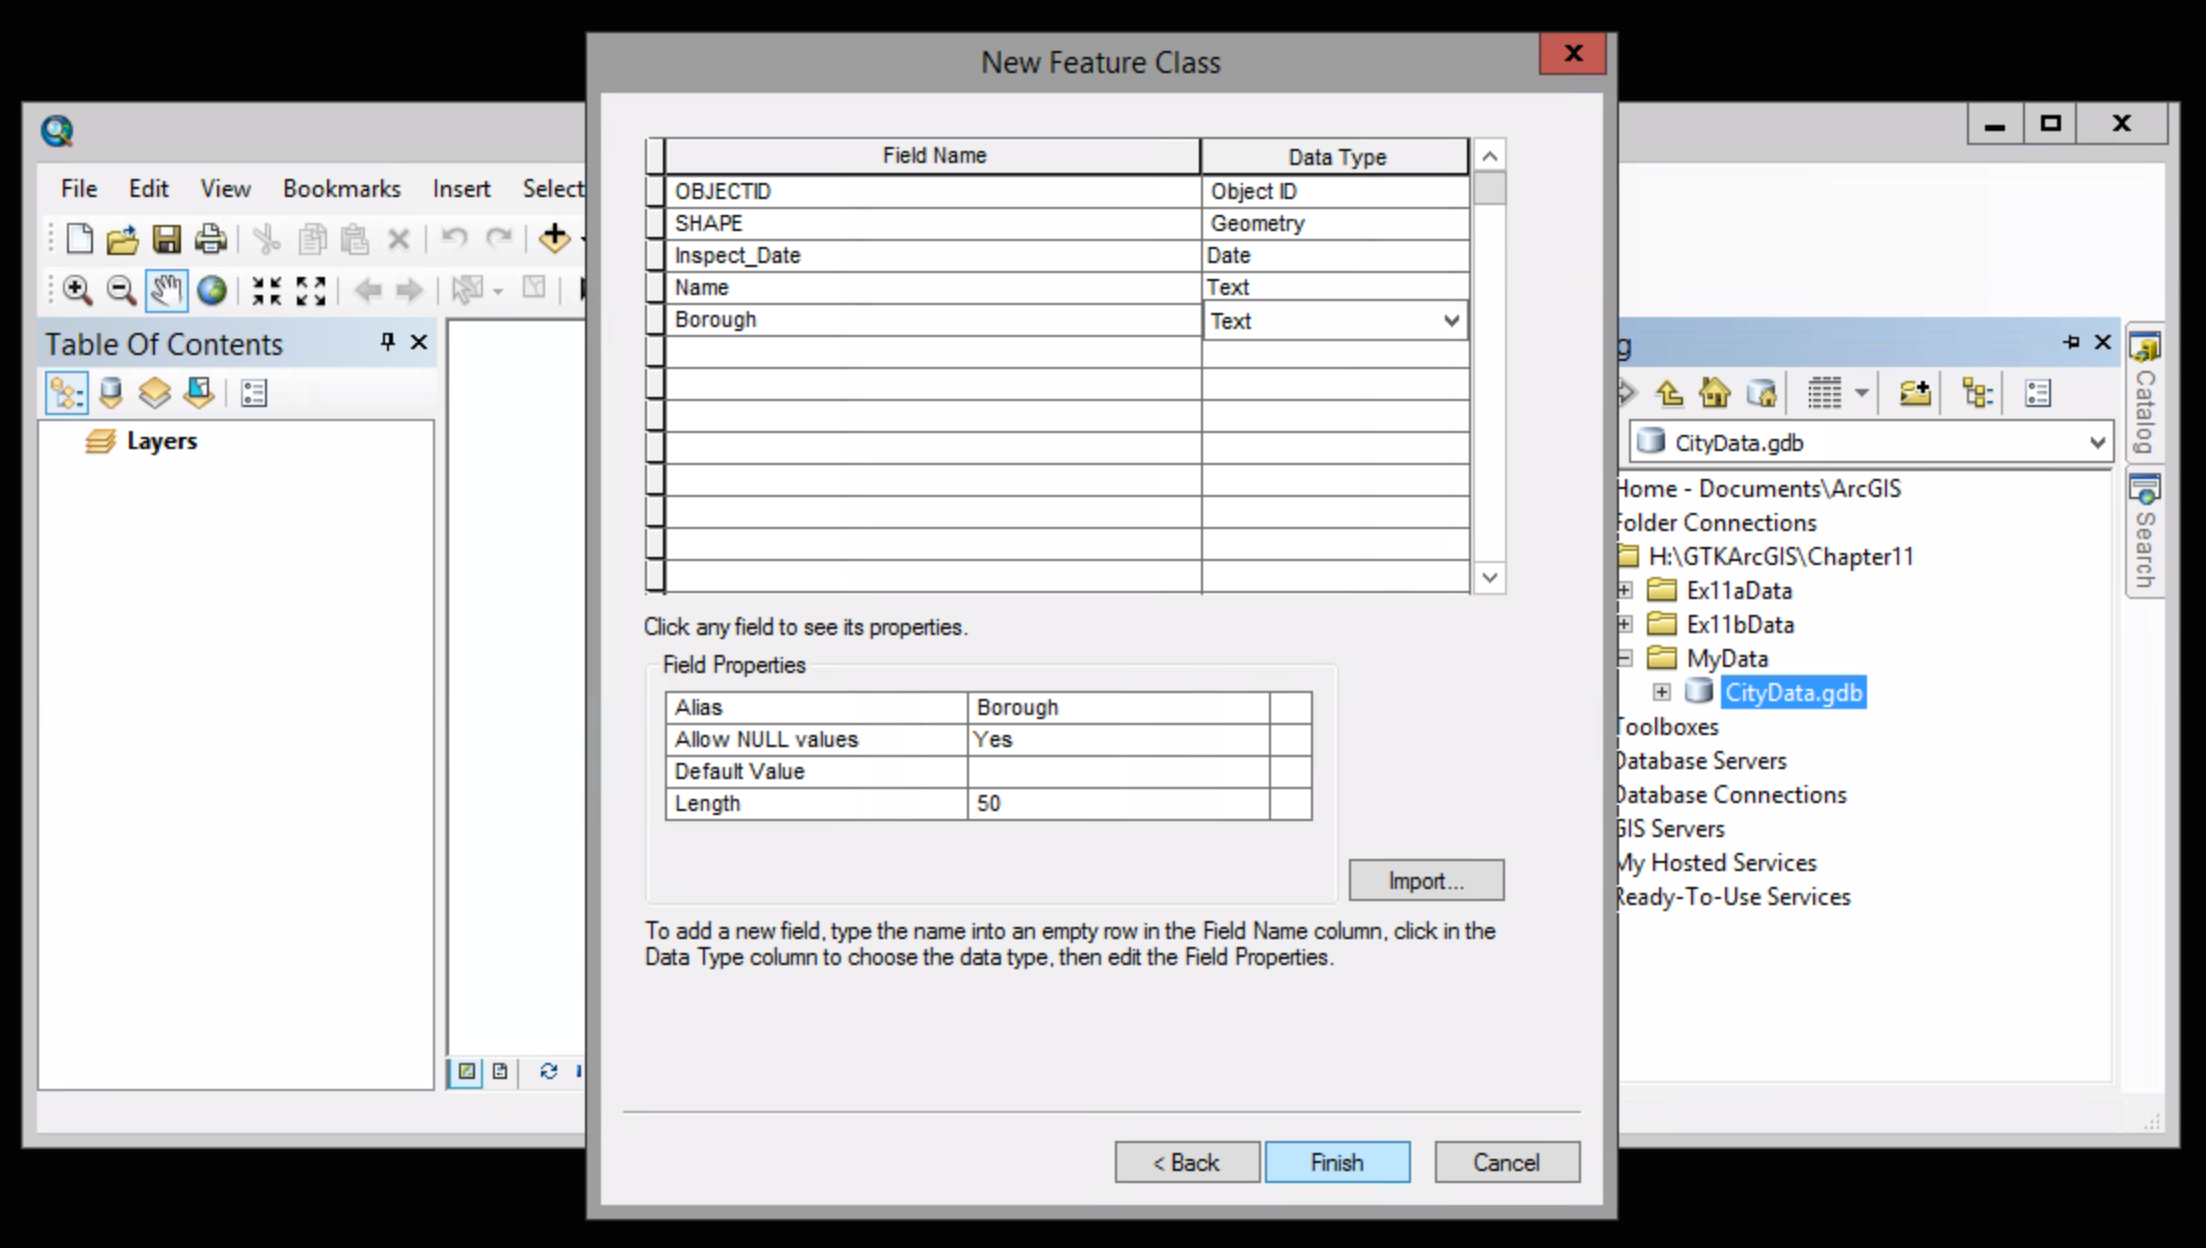 New Feature Class
X
File Edit View Bookmarks Insert Select
Table Of Contents
Layers
Field Name Data Type
OBJECTID Object ID
SHAPE Geometry
Inspect_Date Date
Name Text
Borough Text
Click any field to see its properties.
Field Properties
Alias Borough
Allow NULL values Yes
Default Value
Length 50
Import...
To add a new field, type the name into an empty row in the Field Name column, click in the
Data Type column to choose the data type, then edit the Field Properties.
< Back Finish Cancel
g
CityData.gdb
Home - Documents\ArcGIS
Folder Connections
H:\GTKArcGIS\Chapter11
Ex11aData
Ex11bData
MyData
CityData.gdb
Toolboxes
Database Servers
Database Connections
GIS Servers
My Hosted Services
Ready-To-Use Services
Catalog
Search